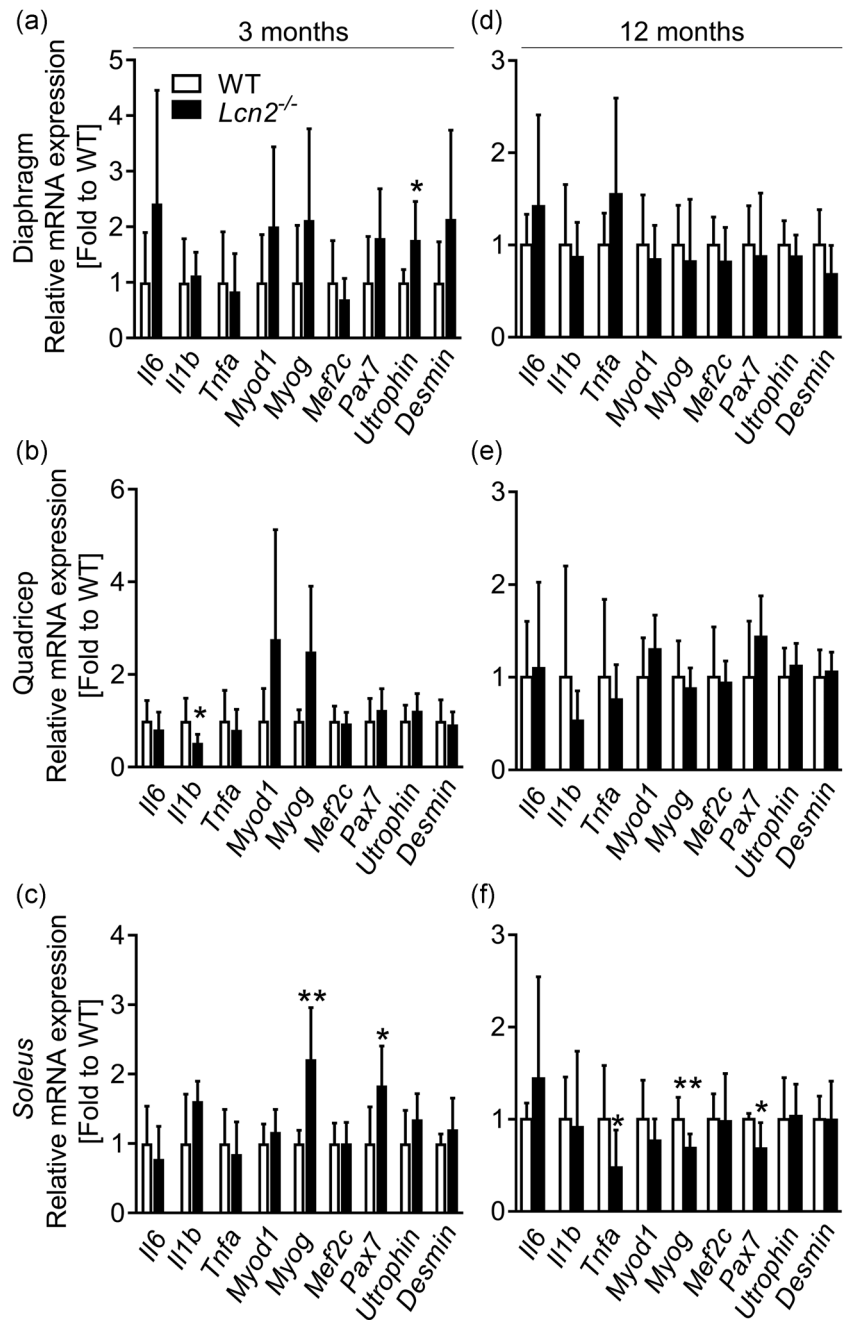 (a)
3 months
Diaphragm
Relative mRNA expression
[Fold to WT]
5
4
3
2
1
0
WT
Lcn2-/-
*
Il6
Il1b
Tnfa
Myod1
Myog
Mef2c
Pax7
Utrophin
Desmin
(d)
12 months
3
2
1
0
Il6
Il1b
Tnfa
Myod1
Myog
Mef2c
Pax7
Utrophin
Desmin
(b)
Quadricep
Relative mRNA expression
[Fold to WT]
6
4
2
0
*
Il6
Il1b
Tnfa
Myod1
Myog
Mef2c
Pax7
Utrophin
Desmin
(e)
3
2
1
0
Il6
Il1b
Tnfa
Myod1
Myog
Mef2c
Pax7
Utrophin
Desmin
(c)
Soleus
Relative mRNA expression
[Fold to WT]
4
3
2
1
0
**
*
Il6
Il1b
Tnfa
Myod1
Myog
Mef2c
Pax7
Utrophin
Desmin
(f)
3
2
1
0
*
**
*
Il6
Il1b
Tnfa
Myod1
Myog
Mef2c
Pax7
Utrophin
Desmin